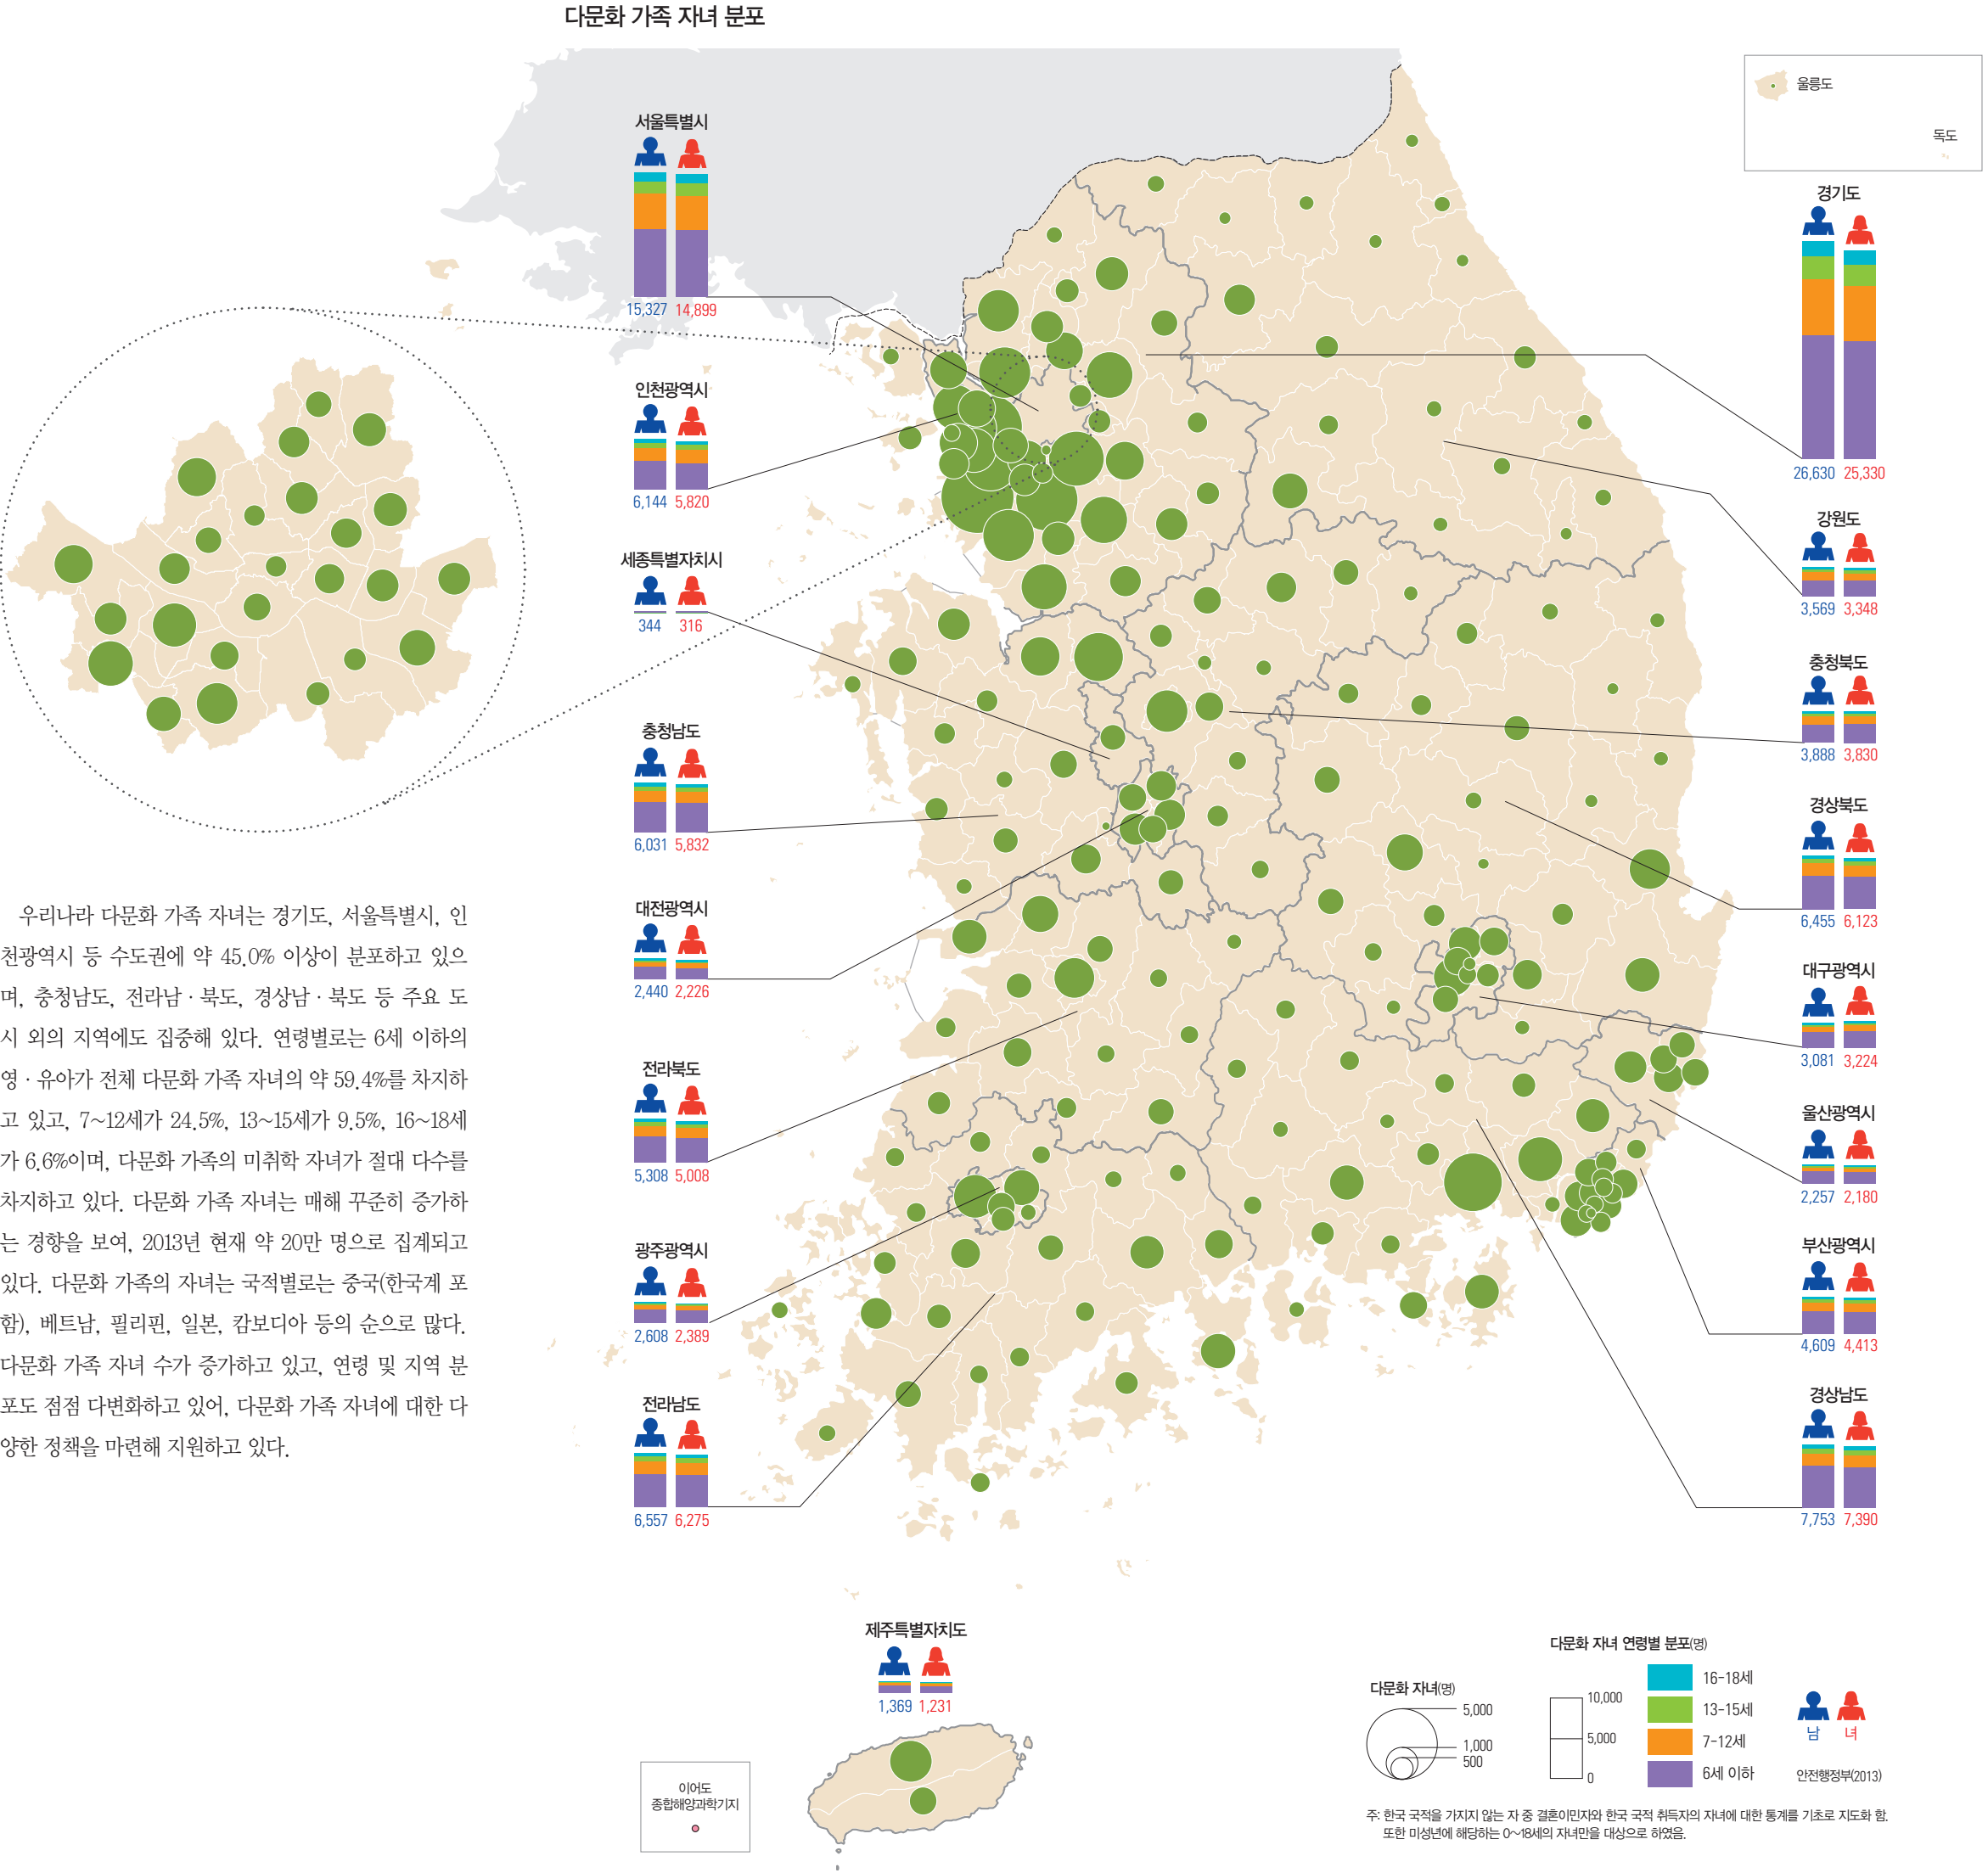 다문화 가족 자녀 분포
울릉도
독도
서울특별시
15,327 14,899
인천광역시
6,144 5,820
세종특별자치시
344 316
충청남도
6,031 5,832
대전광역시
2,440 2,226
전라북도
5,308 5,008
광주광역시
2,608 2,389
전라남도
6,557 6,275
경기도
26,630 25,330
강원도
3,569 3,348
충청북도
3,888 3,830
경상북도
6,455 6,123
대구광역시
3,081 3,224
울산광역시
2,257 2,180
부산광역시
4,609 4,413
경상남도
7,753 7,390
우리나라 다문화 가족 자녀는 경기도, 서울특별시, 인
천광역시 등 수도권에 약 45.0% 이상이 분포하고 있으
며, 충청남도, 전라남 · 북도, 경상남 · 북도 등 주요 도
시 외의 지역에도 집중해 있다. 연령별로는 6세 이하의
영 · 유아가 전체 다문화 가족 자녀의 약 59.4%를 차지하
고 있고, 7~12세가 24.5%, 13~15세가 9.5%, 16~18세
가 6.6%이며, 다문화 가족의 미취학 자녀가 절대 다수를
차지하고 있다. 다문화 가족 자녀는 매해 꾸준히 증가하
는 경향을 보여, 2013년 현재 약 20만 명으로 집계되고
있다. 다문화 가족의 자녀는 국적별로는 중국(한국계 포
함), 베트남, 필리핀, 일본, 캄보디아 등의 순으로 많다.
다문화 가족 자녀 수가 증가하고 있고, 연령 및 지역 분
포도 점점 다변화하고 있어, 다문화 가족 자녀에 대한 다
양한 정책을 마련해 지원하고 있다.
제주특별자치도
1,369 1,231
이어도
종합해양과학기지
다문화 자녀(명)
5,000
1,000
500
다문화 자녀 연령별 분포(명)
10,000
5,000
0
16-18세
13-15세
7-12세
6세 이하
남 녀
안전행정부(2013)
주: 한국 국적을 가지지 않는 자 중 결혼이민자와 한국 국적 취득자의 자녀에 대한 통계를 기초로 지도화 함.
또한 미성년에 해당하는 0~18세의 자녀만을 대상으로 하였음.